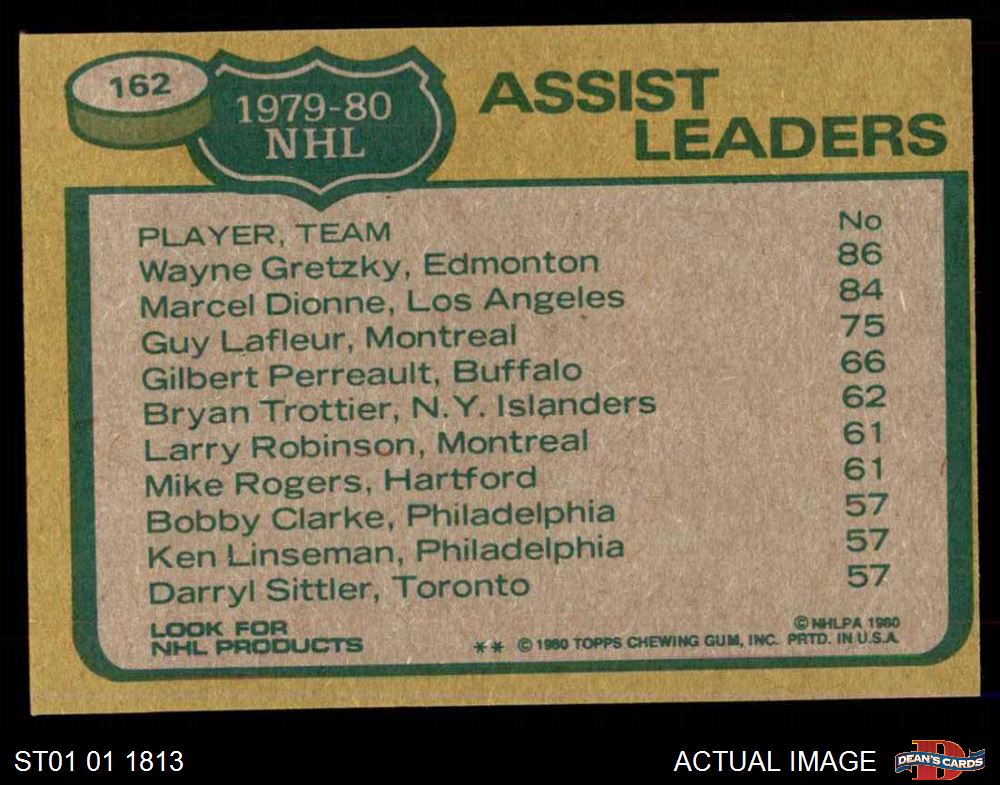 162
1979-80
NHL
ASSIST
LEADERS
PLAYER, TEAM No
Wayne Gretzky, Edmonton 86
Marcel Dionne, Los Angeles 84
Guy Lafleur, Montreal 75
Gilbert Perreault, Buffalo 66
Bryan Trottier, N.Y. Islanders 62
Larry Robinson, Montreal 61
Mike Rogers, Hartford 61
Bobby Clarke, Philadelphia 57
Ken Linseman, Philadelphia 57
Darryl Sittler, Toronto 57
LOOK FOR
NHL PRODUCTS
© NHLPA 1980
** © 1980 TOPPS CHEWING GUM, INC. PRTD. IN U.S.A.
ST01 01 1813
ACTUAL IMAGE
D
DEAN'S CARDS